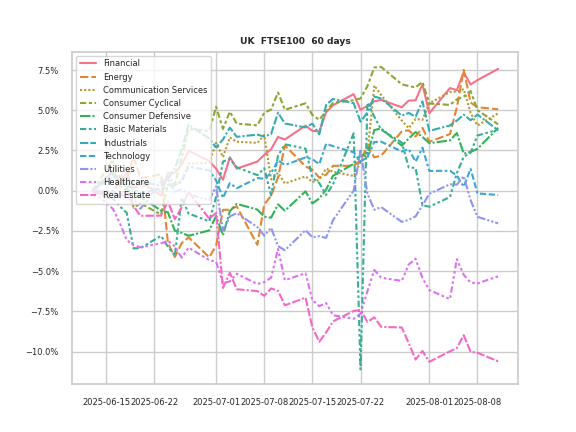 UK  FTSE100  60 days
Financial
Energy
Communication Services
Consumer Cyclical
Consumer Defensive
Basic Materials
Industrials
Technology
Utilities
Healthcare
Real Estate
7.5%
5.0%
2.5%
0.0%
−2.5%
−5.0%
−7.5%
−10.0%
2025-06-15
2025-06-22
2025-07-01
2025-07-08
2025-07-15
2025-07-22
2025-08-01
2025-08-08